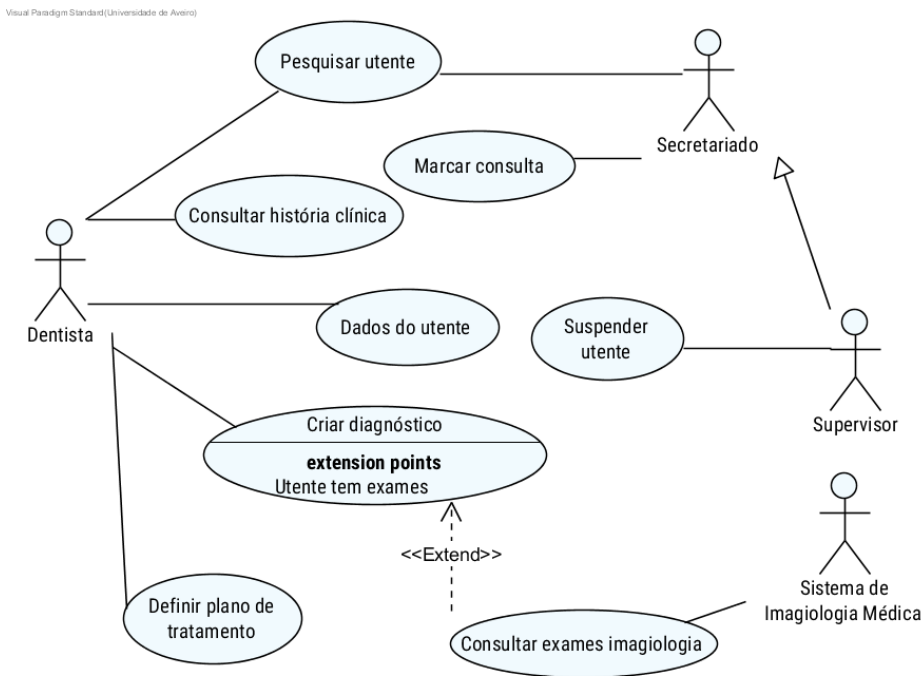 Visual Paradigm Standard(Universidade de Aveiro)
Pesquisar utente
Secretariado
Marcar consulta
Consultar história clínica
Dentista
Dados do utente
Suspender
utente
Supervisor
Criar diagnóstico
extension points
Utente tem exames
<<Extend>>
Sistema de
Imagiologia Médica
Definir plano de
tratamento
Consultar exames imagiologia